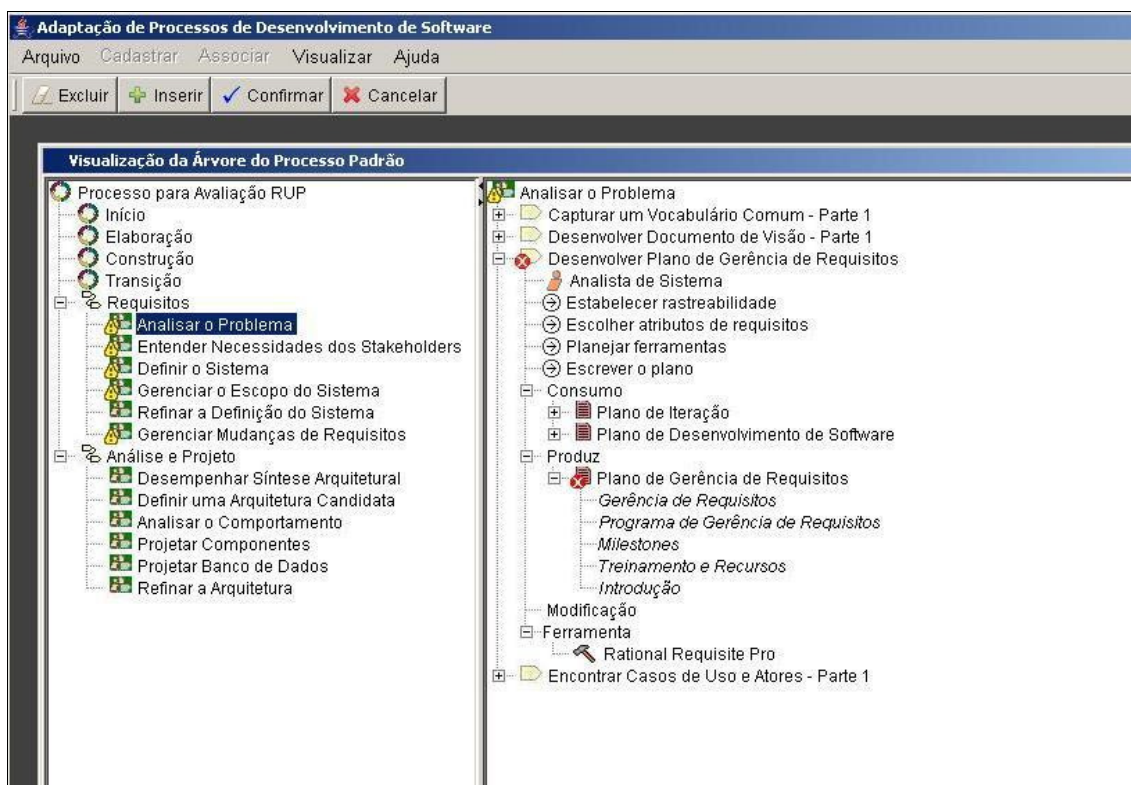 Adaptação de Processos de Desenvolvimento de Software
Arquivo Cadastrar Associar Visualizar Ajuda
Excluir Inserir Confirmar Cancelar
Visualização da Árvore do Processo Padrão
Processo para Avaliação RUP
Início
Elaboração
Construção
Transição
Requisitos
Analisar o Problema
Entender Necessidades dos Stakeholders
Definir o Sistema
Gerenciar o Escopo do Sistema
Refinar a Definição do Sistema
Gerenciar Mudanças de Requisitos
Análise e Projeto
Desempenhar Síntese Arquitetural
Definir uma Arquitetura Candidata
Analisar o Comportamento
Projetar Componentes
Projetar Banco de Dados
Refinar a Arquitetura
Analisar o Problema
Capturar um Vocabulário Comum - Parte 1
Desenvolver Documento de Visão - Parte 1
Desenvolver Plano de Gerência de Requisitos
Analista de Sistema
Estabelecer rastreabilidade
Escolher atributos de requisitos
Planejar ferramentas
Escrever o plano
Consumo
Plano de Iteração
Plano de Desenvolvimento de Software
Produz
Plano de Gerência de Requisitos
Gerência de Requisitos
Programa de Gerência de Requisitos
Milestones
Treinamento e Recursos
Introdução
Modificação
Ferramenta
Rational Requisite Pro
Encontrar Casos de Uso e Atores - Parte 1